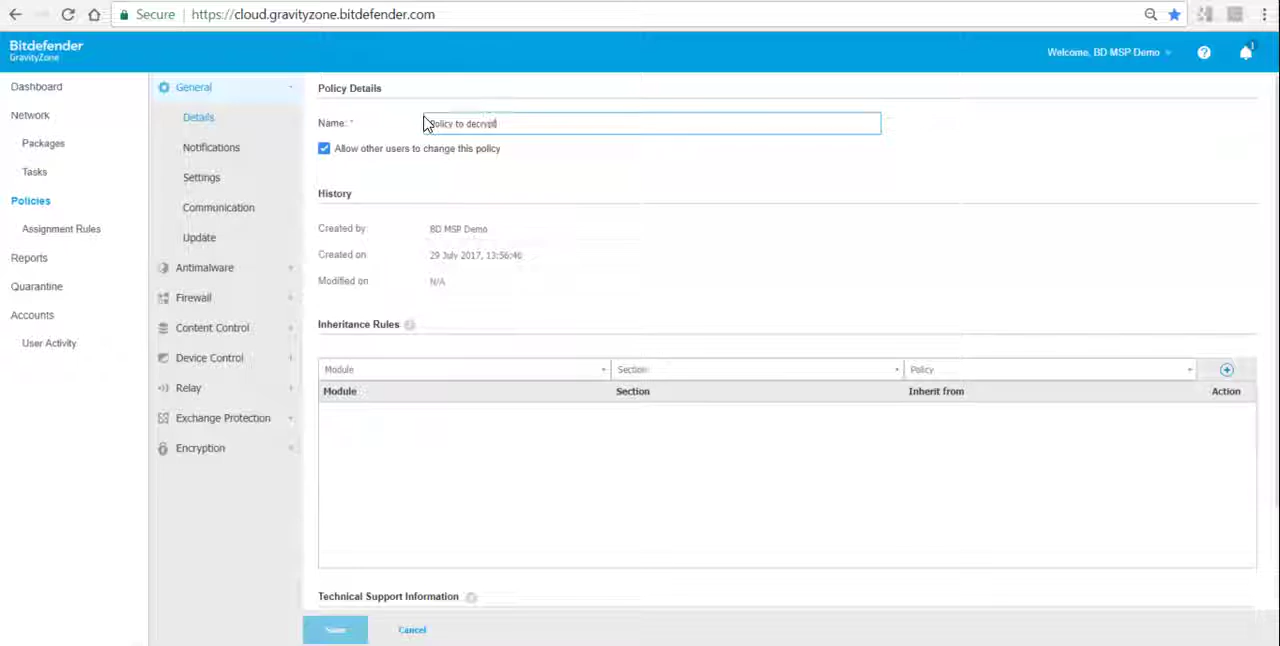 Secure | https://cloud.gravityzone.bitdefender.com
Bitdefender
GravityZone
Welcome, BD MSP Demo
1
Dashboard
Network
Packages
Tasks
Policies
Assignment Rules
Reports
Quarantine
Accounts
User Activity
General
Details
Notifications
Settings
Communication
Update
Antimalware
Firewall
Content Control
Device Control
Relay
Exchange Protection
Encryption
Policy Details
Name: * Policy to decrypt
Allow other users to change this policy
History
Created by BD MSP Demo
Created on 29 July 2017, 13:56:40
Modified on N/A
Inheritance Rules
Module Section Policy
Module Section Inherit from Action
Technical Support Information
Save Cancel